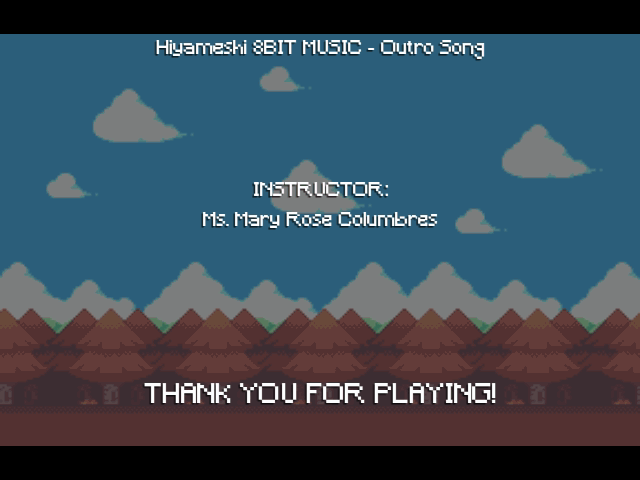 Hiyameshi 8BIT MUSIC - Outro Song
INSTRUCTOR:
Ms. Mary Rose Columbres
THANK YOU FOR PLAYING!